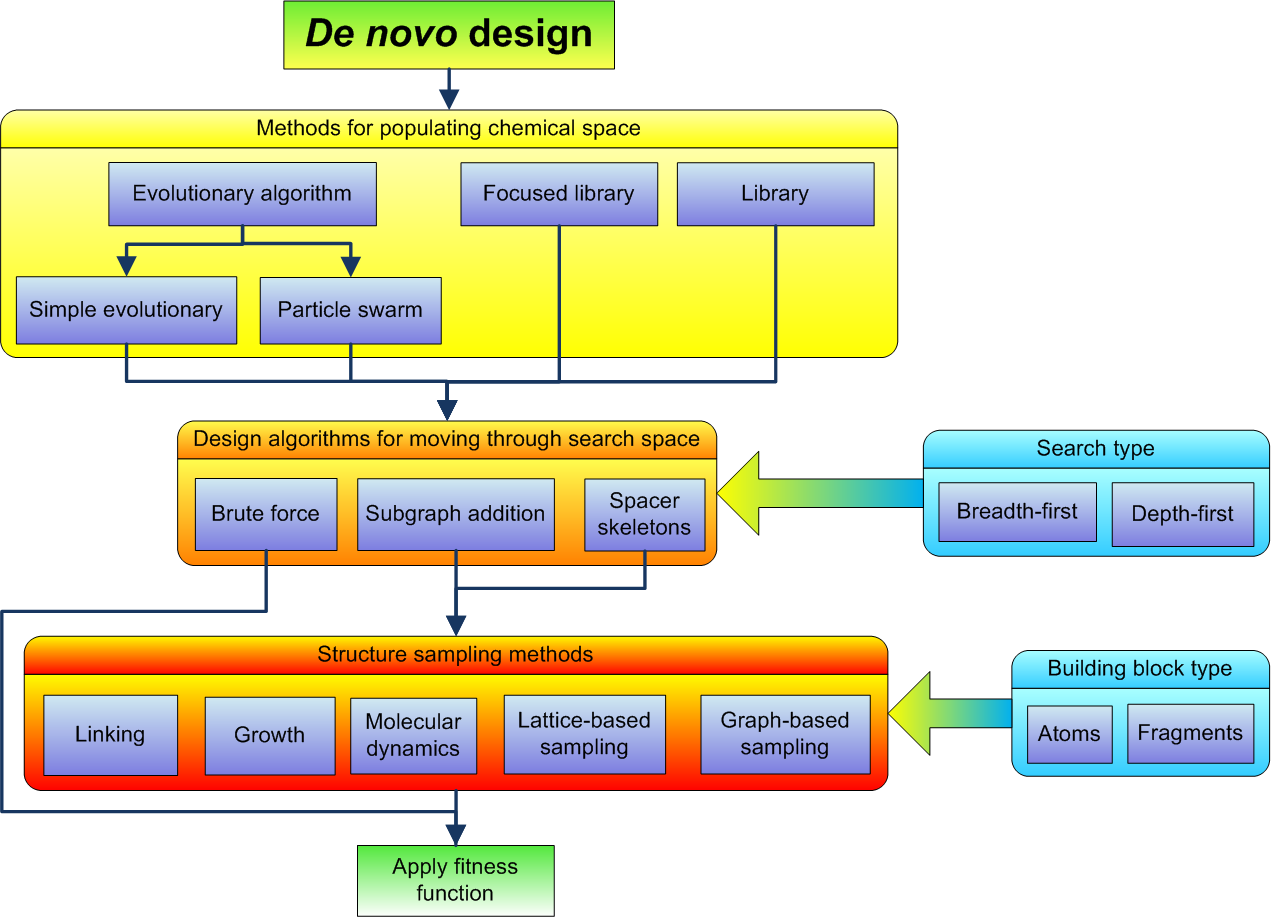 De novo design
Methods for populating chemical space
Evolutionary algorithm
Focused library
Library
Simple evolutionary
Particle swarm
Design algorithms for moving through search space
Brute force
Subgraph addition
Spacer
skeletons
Search type
Breadth-first
Depth-first
Structure sampling methods
Linking
Growth
Molecular
dynamics
Lattice-based
sampling
Graph-based
sampling
Building block type
Atoms
Fragments
Apply fitness
function